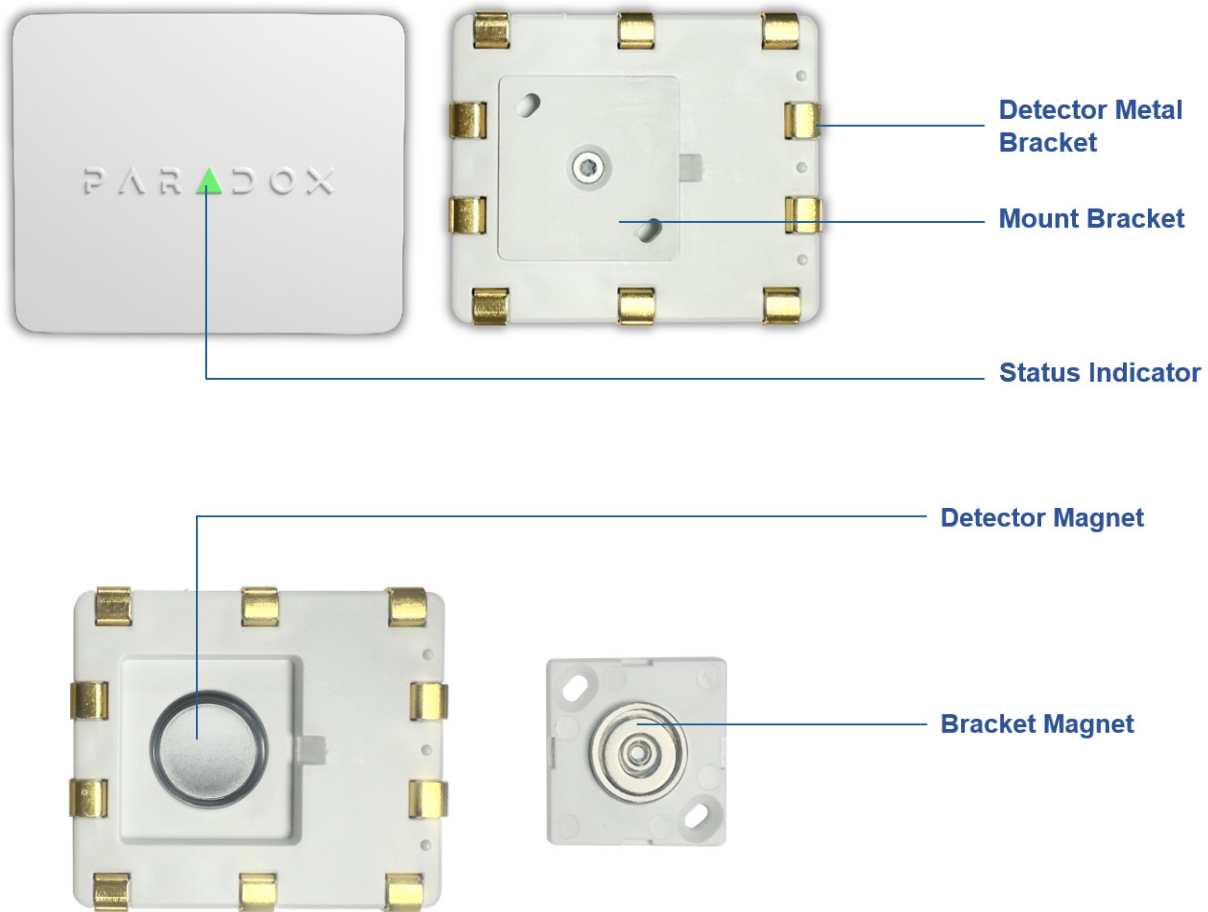 PARADOX
Detector Metal
Bracket
Mount Bracket
Status Indicator
Detector Magnet
Bracket Magnet